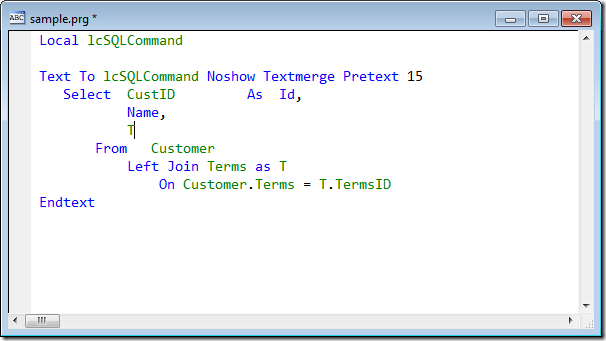 ABC sample.prg *
Local lcSQLCommand
Text To lcSQLCommand Noshow Textmerge Pretext 15
Select CustID As Id,
Name,
T
From Customer
Left Join Terms as T
On Customer.Terms = T.TermsID
Endtext